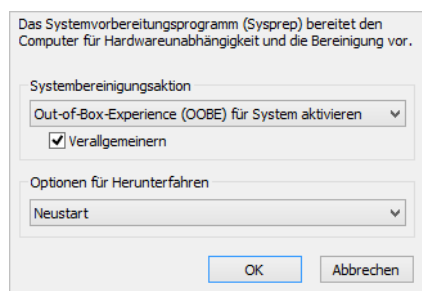 Das Systemvorbereitungsprogramm (Sysprep) bereitet den
Computer für Hardwareunabhängigkeit und die Bereinigung vor.
Systembereinigungsaktion
Out-of-Box-Experience (OOBE) für System aktivieren
Verallgemeinern
Optionen für Herunterfahren
Neustart
OK Abbrechen